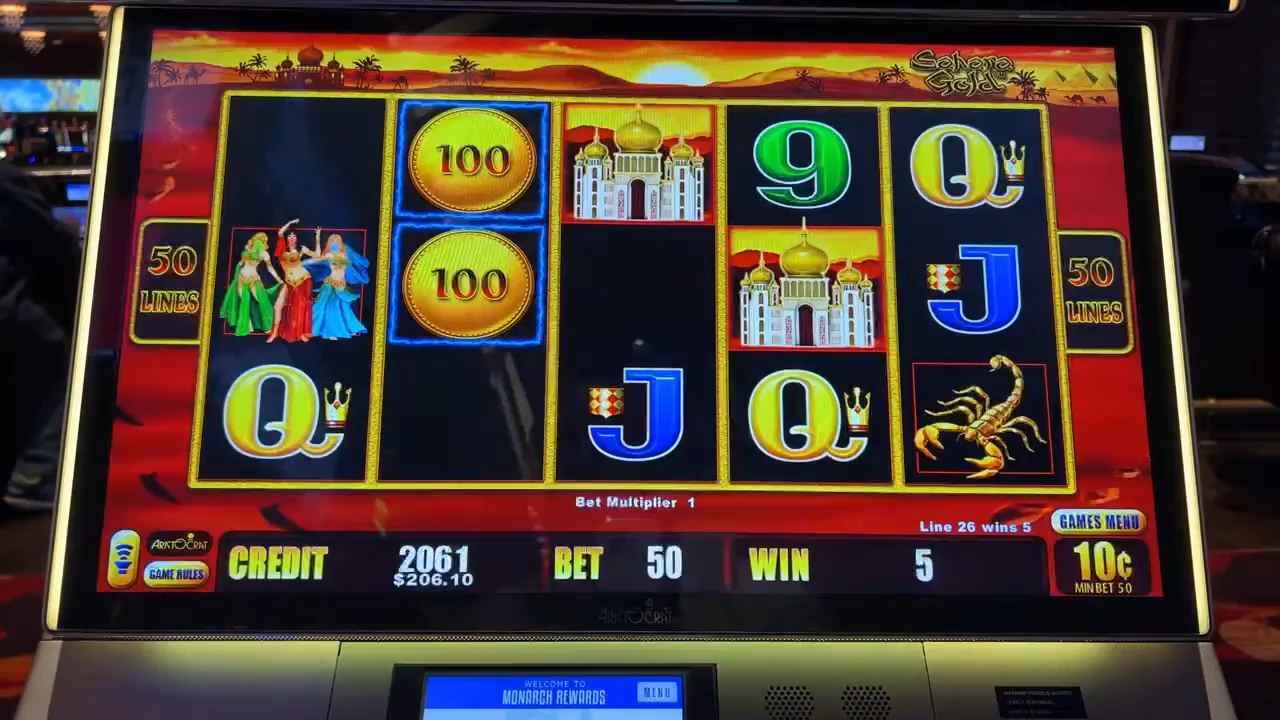 Sahara
Gold
100
9
Q
100
J
Q
J
Q
50
LINES
50
LINES
Bet Multiplier 1
Line 26 wins 5
GAMES MENU
ARISTOCRAT
GAME RULES
CREDIT
2061
$206.10
BET
50
WIN
5
10¢
MIN BET 50
ARISTOCRAT
WELCOME TO
MONARCH REWARDS
MENU